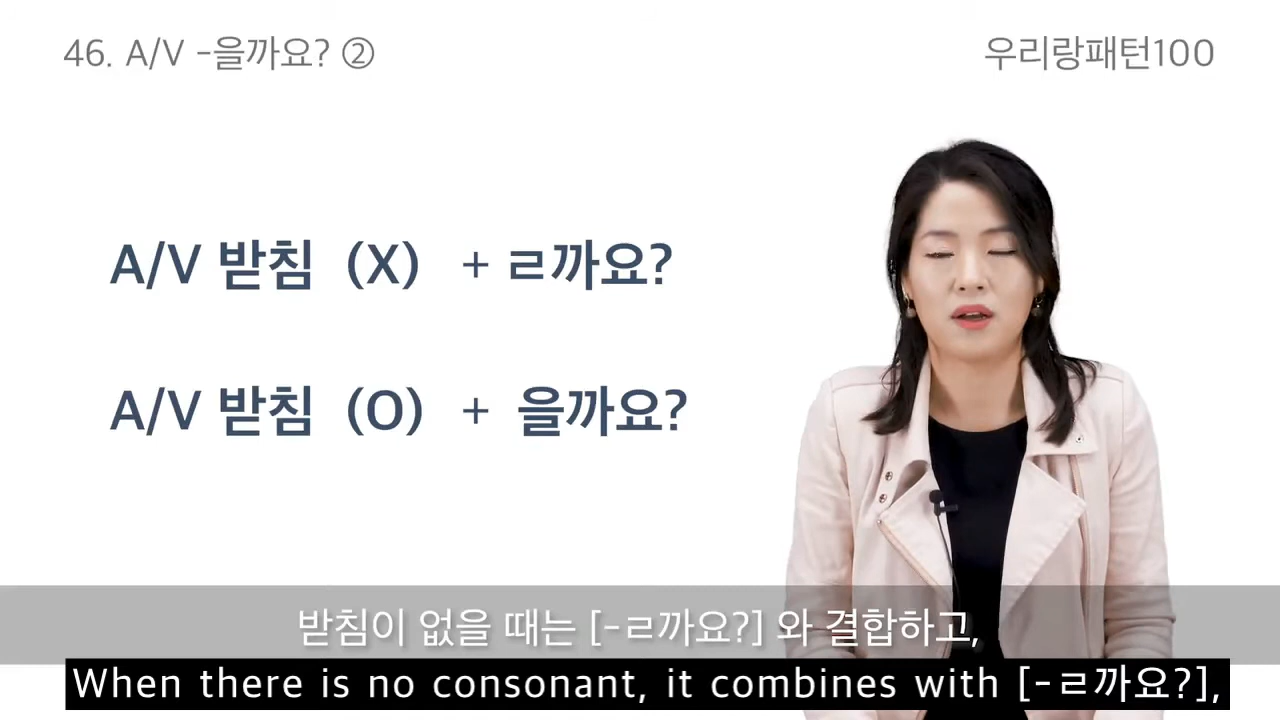 46. A/V -을까요? ②
우리랑패턴100
A/V 받침 (X) + ㄹ까요?
A/V 받침 (O) + 을까요?
받침이 없을 때는 [-ㄹ까요?] 와 결합하고,
When there is no consonant, it combines with [-ㄹ까요?],